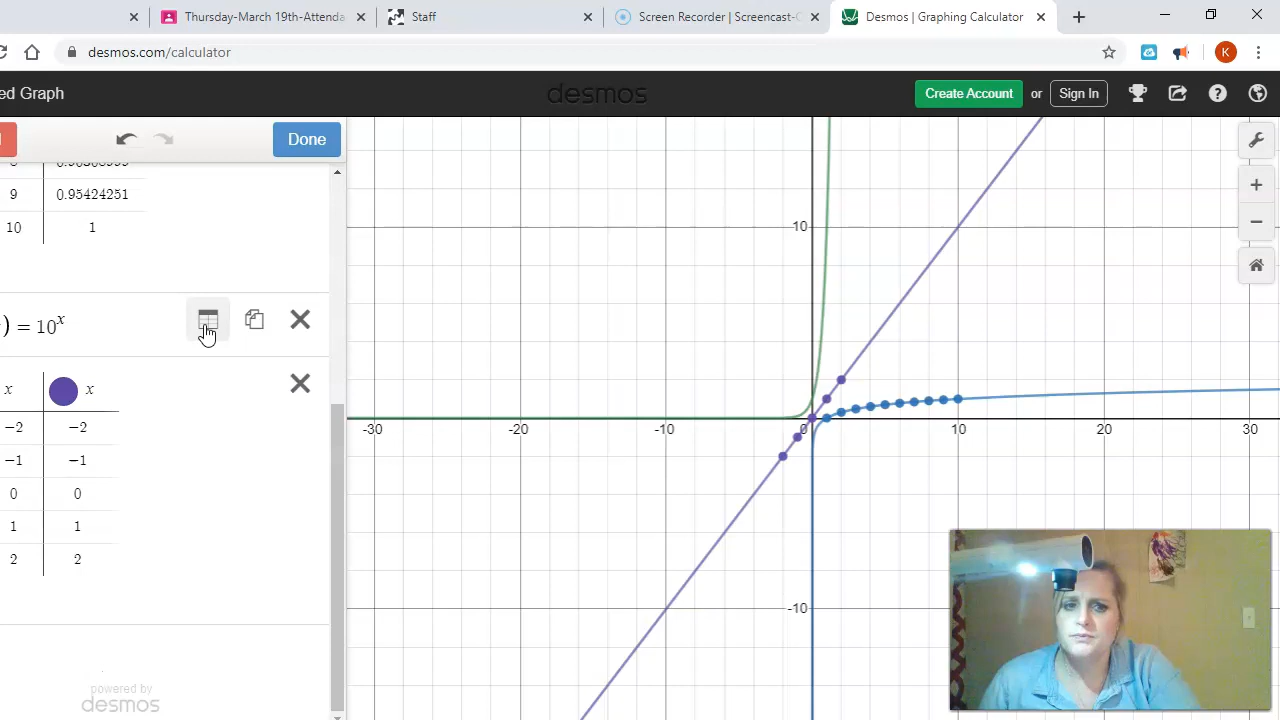 Thursday-March 19th-Attenda
Staff
Screen Recorder | Screencast-O
Desmos | Graphing Calculator
desmos.com/calculator
K
ed Graph
desmos
Create Account or Sign In
Done
9 0.95424251
10 1
) = 10^x
x x
−2 −2
−1 −1
0 0
1 1
2 2
powered by
desmos
10
-30 -20 -10 0 10 20 30
-10